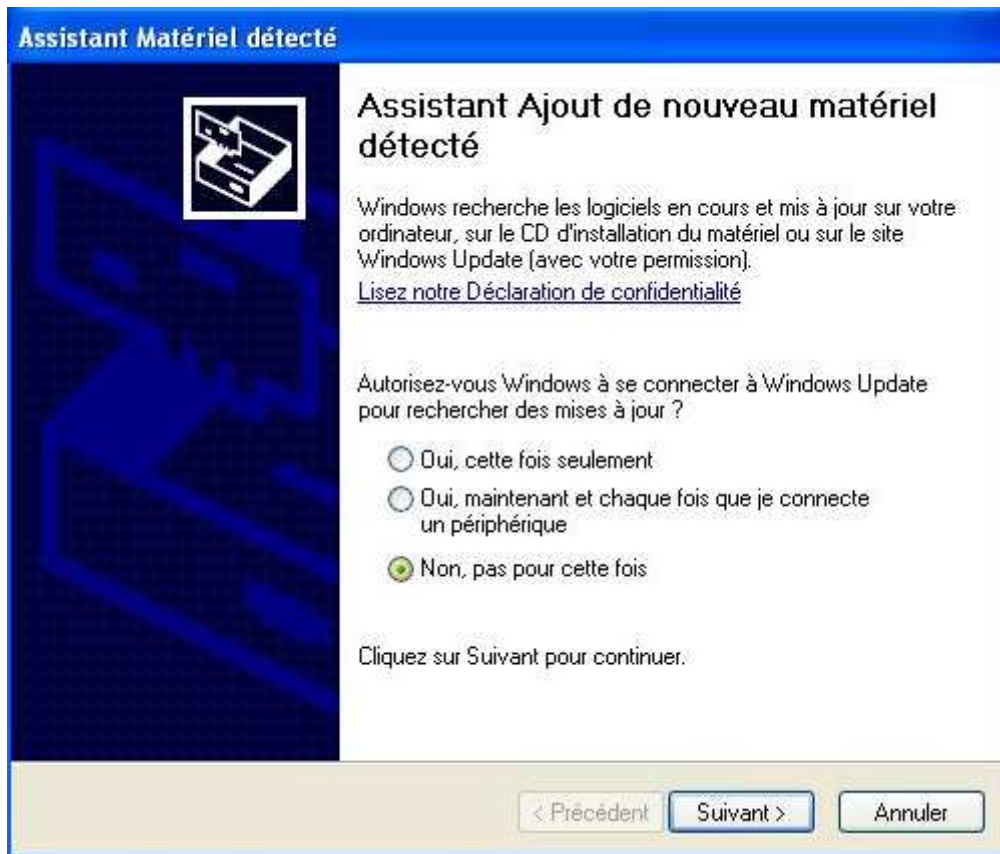 Assistant Matériel détecté
Assistant Ajout de nouveau matériel
détecté
Windows recherche les logiciels en cours et mis à jour sur votre
ordinateur, sur le CD d'installation du matériel ou sur le site
Windows Update (avec votre permission).
Lisez notre Déclaration de confidentialité
Autorisez-vous Windows à se connecter à Windows Update
pour rechercher des mises à jour ?
Oui, cette fois seulement
Oui, maintenant et chaque fois que je connecte
un périphérique
Non, pas pour cette fois
Cliquez sur Suivant pour continuer.
< Précédent Suivant > Annuler